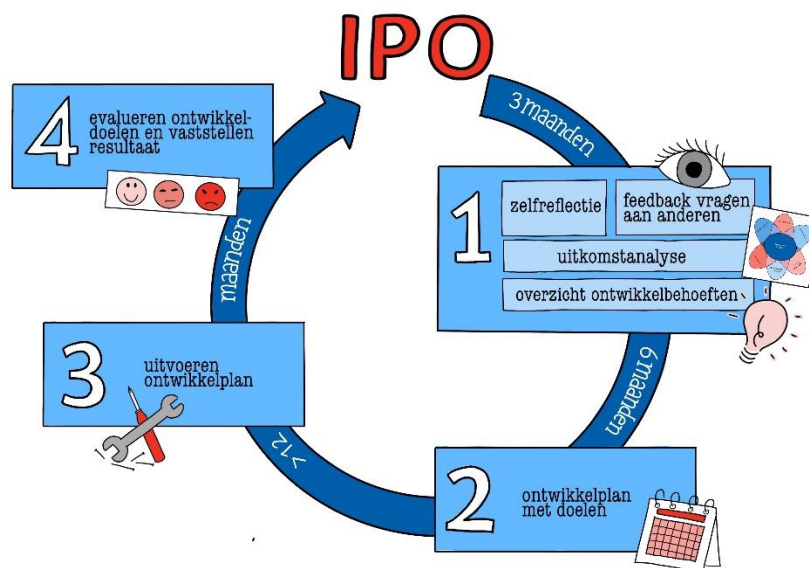 IPO
3 maanden
1
zelfreflectie
feedback vragen
aan anderen
uitkomstanalyse
overzicht ontwikkelbehoeften
6 maanden
2
ontwikkelplan
met doelen
>12
maanden
3
uitvoeren
ontwikkelplan
4
evalueren ontwikkel-
doelen en vaststellen
resultaat